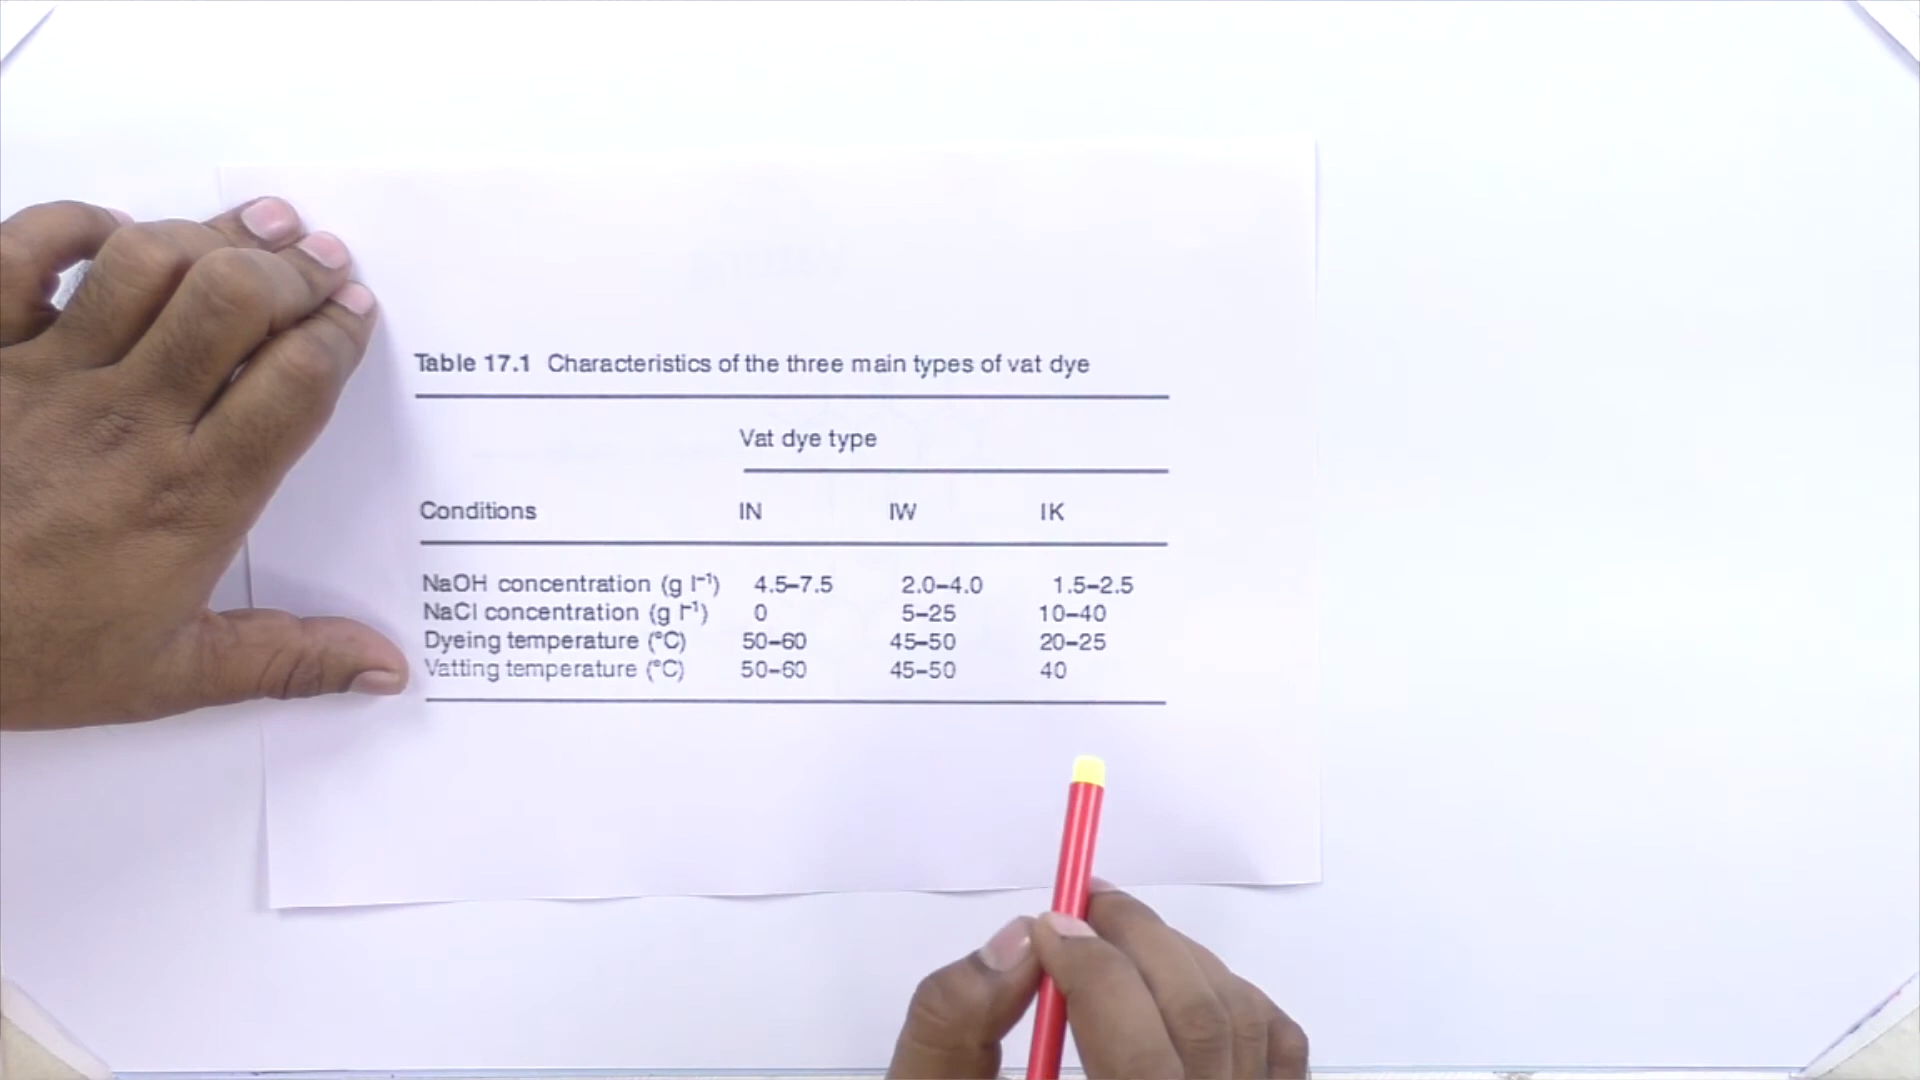 Table 17.1 Characteristics of the three main types of vat dye
Vat dye type
Conditions IN IW IK
NaOH concentration (g l⁻¹) 4.5–7.5 2.0–4.0 1.5–2.5
NaCl concentration (g l⁻¹) 0 5–25 10–40
Dyeing temperature (°C) 50–60 45–50 20–25
Vatting temperature (°C) 50–60 45–50 40